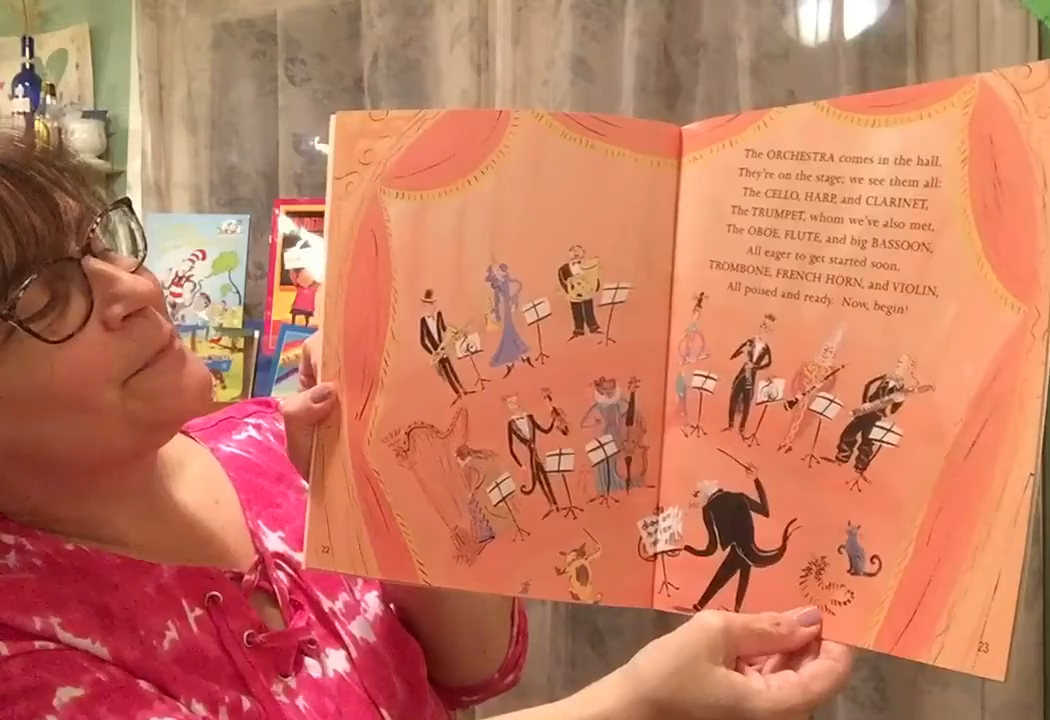 The ORCHESTRA comes in the hall.
They're on the stage; we see them all:
The CELLO, HARP, and CLARINET,
The TRUMPET, whom we've also met,
The OBOE, FLUTE, and big BASSOON,
All eager to get started soon.
TROMBONE, FRENCH HORN, and VIOLIN,
All poised and ready. Now, begin!
22
23